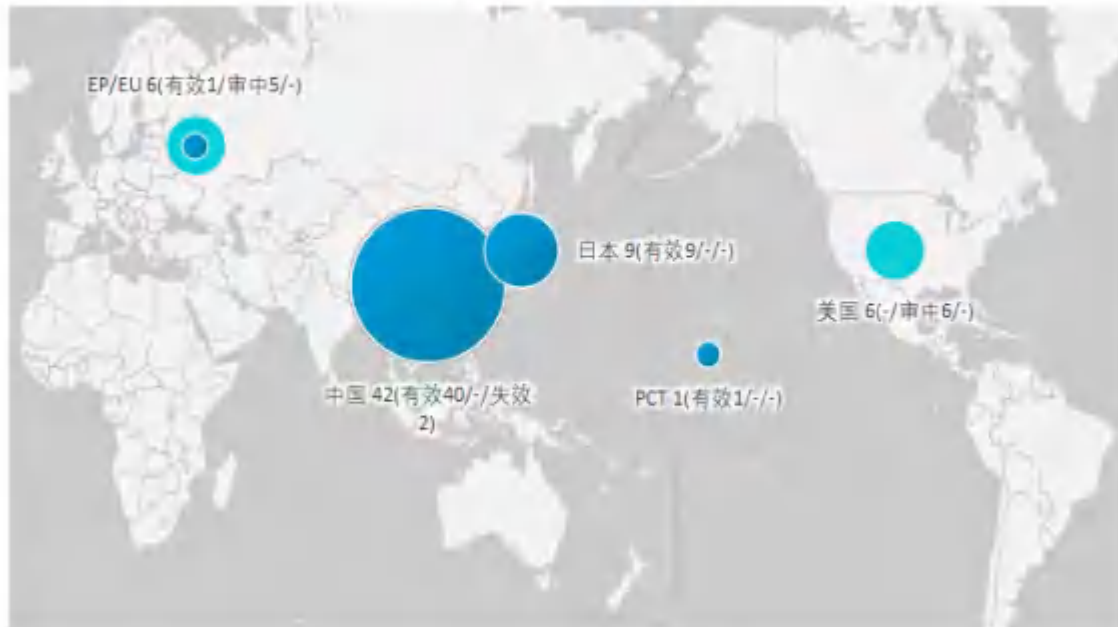 EP/EU 6(有效1/审中5/-)
日本 9(有效9/-/-)
美国 6(-/审中6/-)
中国 42(有效40/-/失效
2)
PCT 1(有效1/-/-)